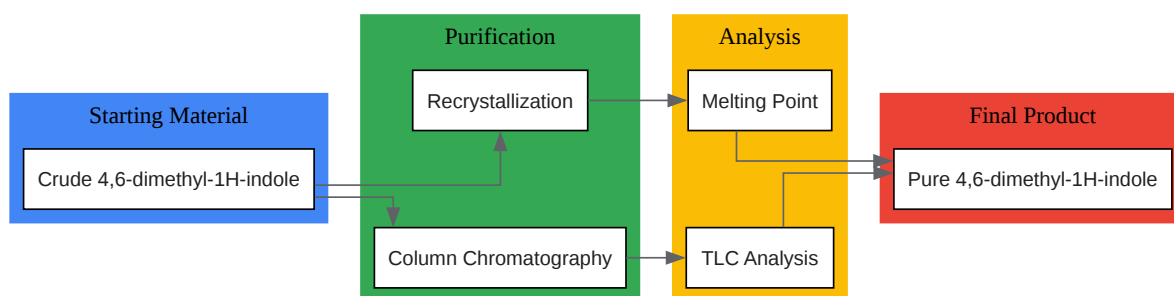 Starting Material
Crude 4,6-dimethyl-1H-indole
Purification
Recrystallization
Column Chromatography
Analysis
Melting Point
TLC Analysis
Final Product
Pure 4,6-dimethyl-1H-indole